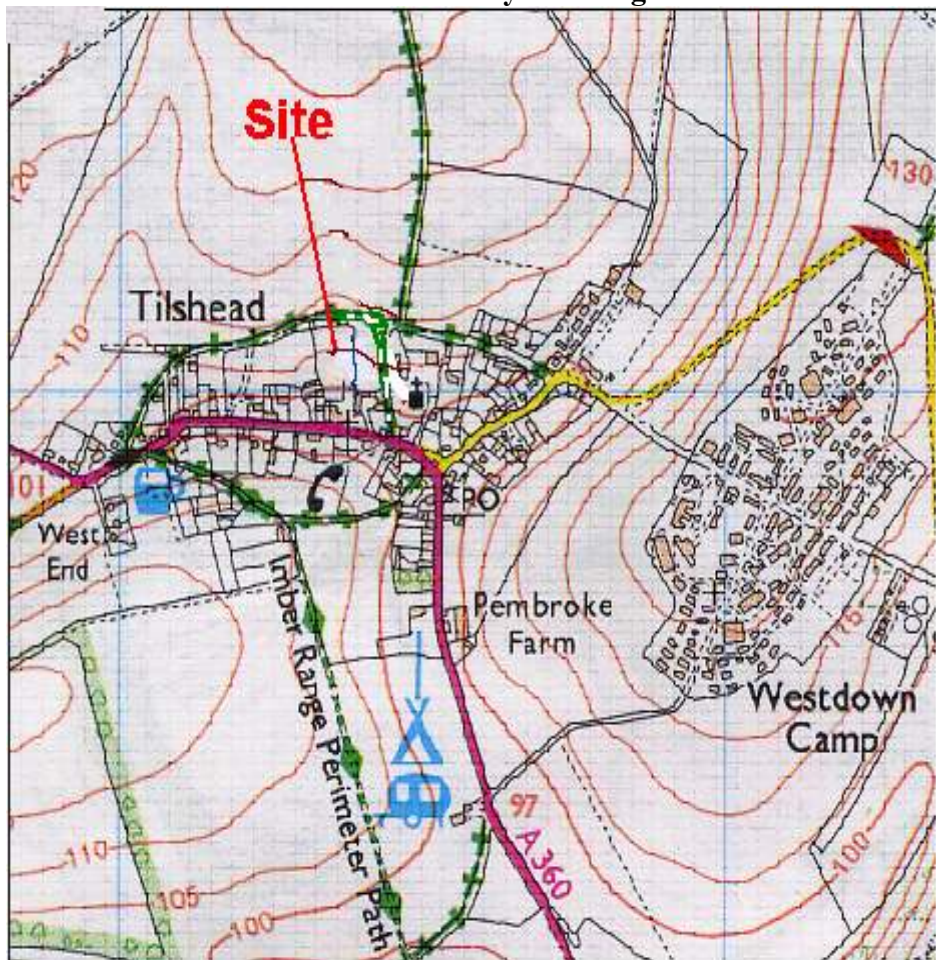 Site
120
130
Tilshead
110
101
PO
West
End
Imber Range Perimeter Path
Pembroke
Farm
175
Westdown
Camp
97
A 360
110
105
100
100